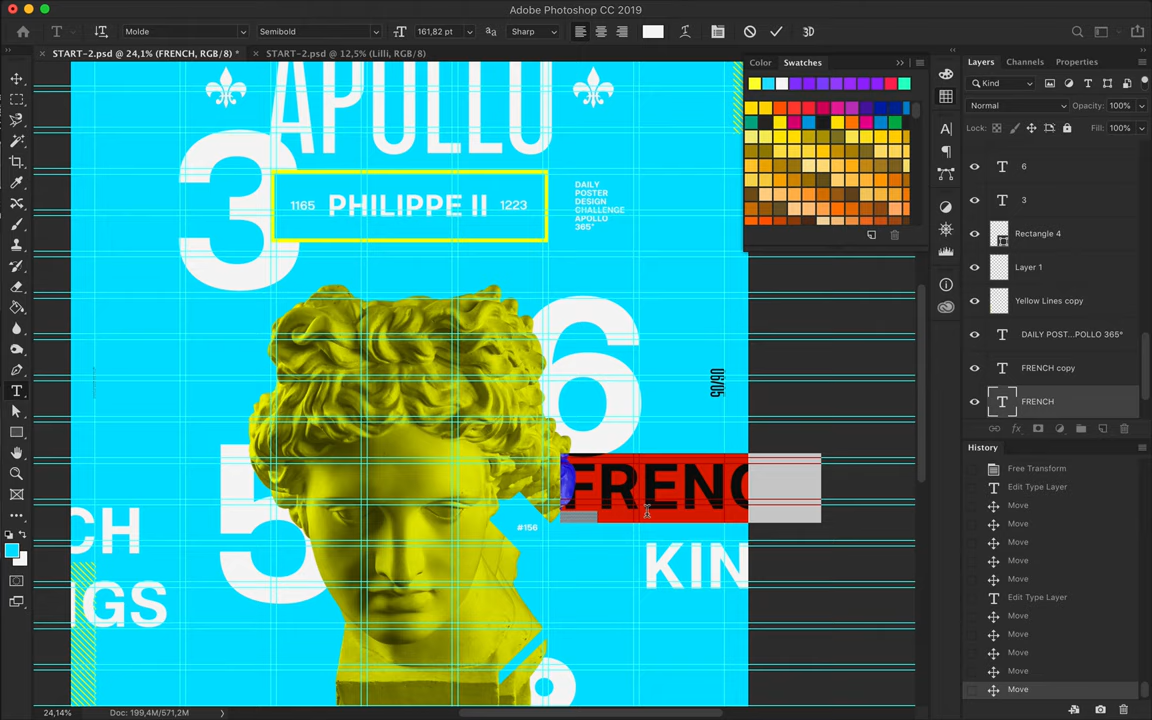 Adobe Photoshop CC 2019
T
Molde
Semibold
161,82 pt
Sharp
3D
START-2.psd @ 24,1% (FRENCH, RGB/8) *
START-2.psd @ 12,5% (Lilli, RGB/8)
APOLLO
3
1165 PHILIPPE II 1223
DAILY
POSTER
DESIGN
CHALLENGE
APOLLO
365°
6
06/05
FRENC
#156
5
CH
NGS
KIN
Color
Swatches
Layers
Channels
Properties
Kind
Normal
Opacity: 100%
Lock:
Fill: 100%
6
3
Rectangle 4
Layer 1
Yellow Lines copy
DAILY POST...POLLO 365°
FRENCH copy
FRENCH
fx
History
Free Transform
Edit Type Layer
Move
Move
Move
Move
Move
Edit Type Layer
Move
Move
Move
Move
Move
24,14%
Doc: 199,4M/571,2M